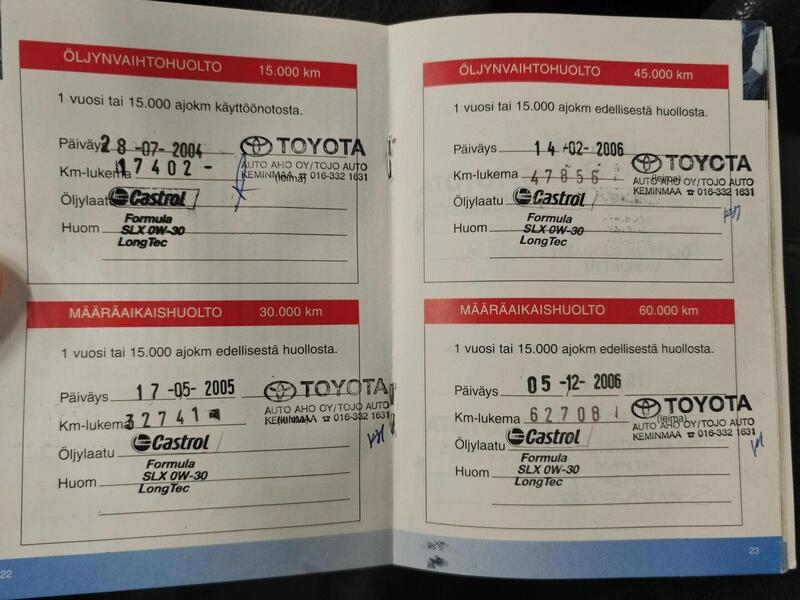 ÖLJYNVAIHTOHUOLTO 15.000 km
1 vuosi tai 15.000 ajokm käyttöönotosta.
Päiväys 28-07-2004
TOYOTA
AUTO AHO OY/TOJO AUTO
KEMINMAA ☎ 016-332 1631
(leima)
Km-lukema 17402-
Öljylaatu Castrol
Formula
Huom SLX 0W-30
LongTec
MÄÄRÄAIKAISHUOLTO 30.000 km
1 vuosi tai 15.000 ajokm edellisestä huollosta.
Päiväys 17-05-2005
TOYOTA
AUTO AHO OY/TOJO AUTO
KEMINMAA ☎ 016-332 1631
(leima)
Km-lukema 32741
Öljylaatu Castrol
Formula
Huom SLX 0W-30
LongTec
22
ÖLJYNVAIHTOHUOLTO 45.000 km
1 vuosi tai 15.000 ajokm edellisestä huollosta.
Päiväys 14-02-2006
TOYOTA
AUTO AHO OY/TOJO AUTO
KEMINMAA ☎ 016-332 1631
(leima)
Km-lukema 47856
Öljylaatu Castrol
Formula
Huom SLX 0W-30
LongTec
MÄÄRÄAIKAISHUOLTO 60.000 km
1 vuosi tai 15.000 ajokm edellisestä huollosta.
Päiväys 05-12-2006
TOYOTA
AUTO AHO OY/TOJO AUTO
KEMINMAA ☎ 016-332 1631
(leima)
Km-lukema 62708
Öljylaatu Castrol
Formula
Huom SLX 0W-30
LongTec
23